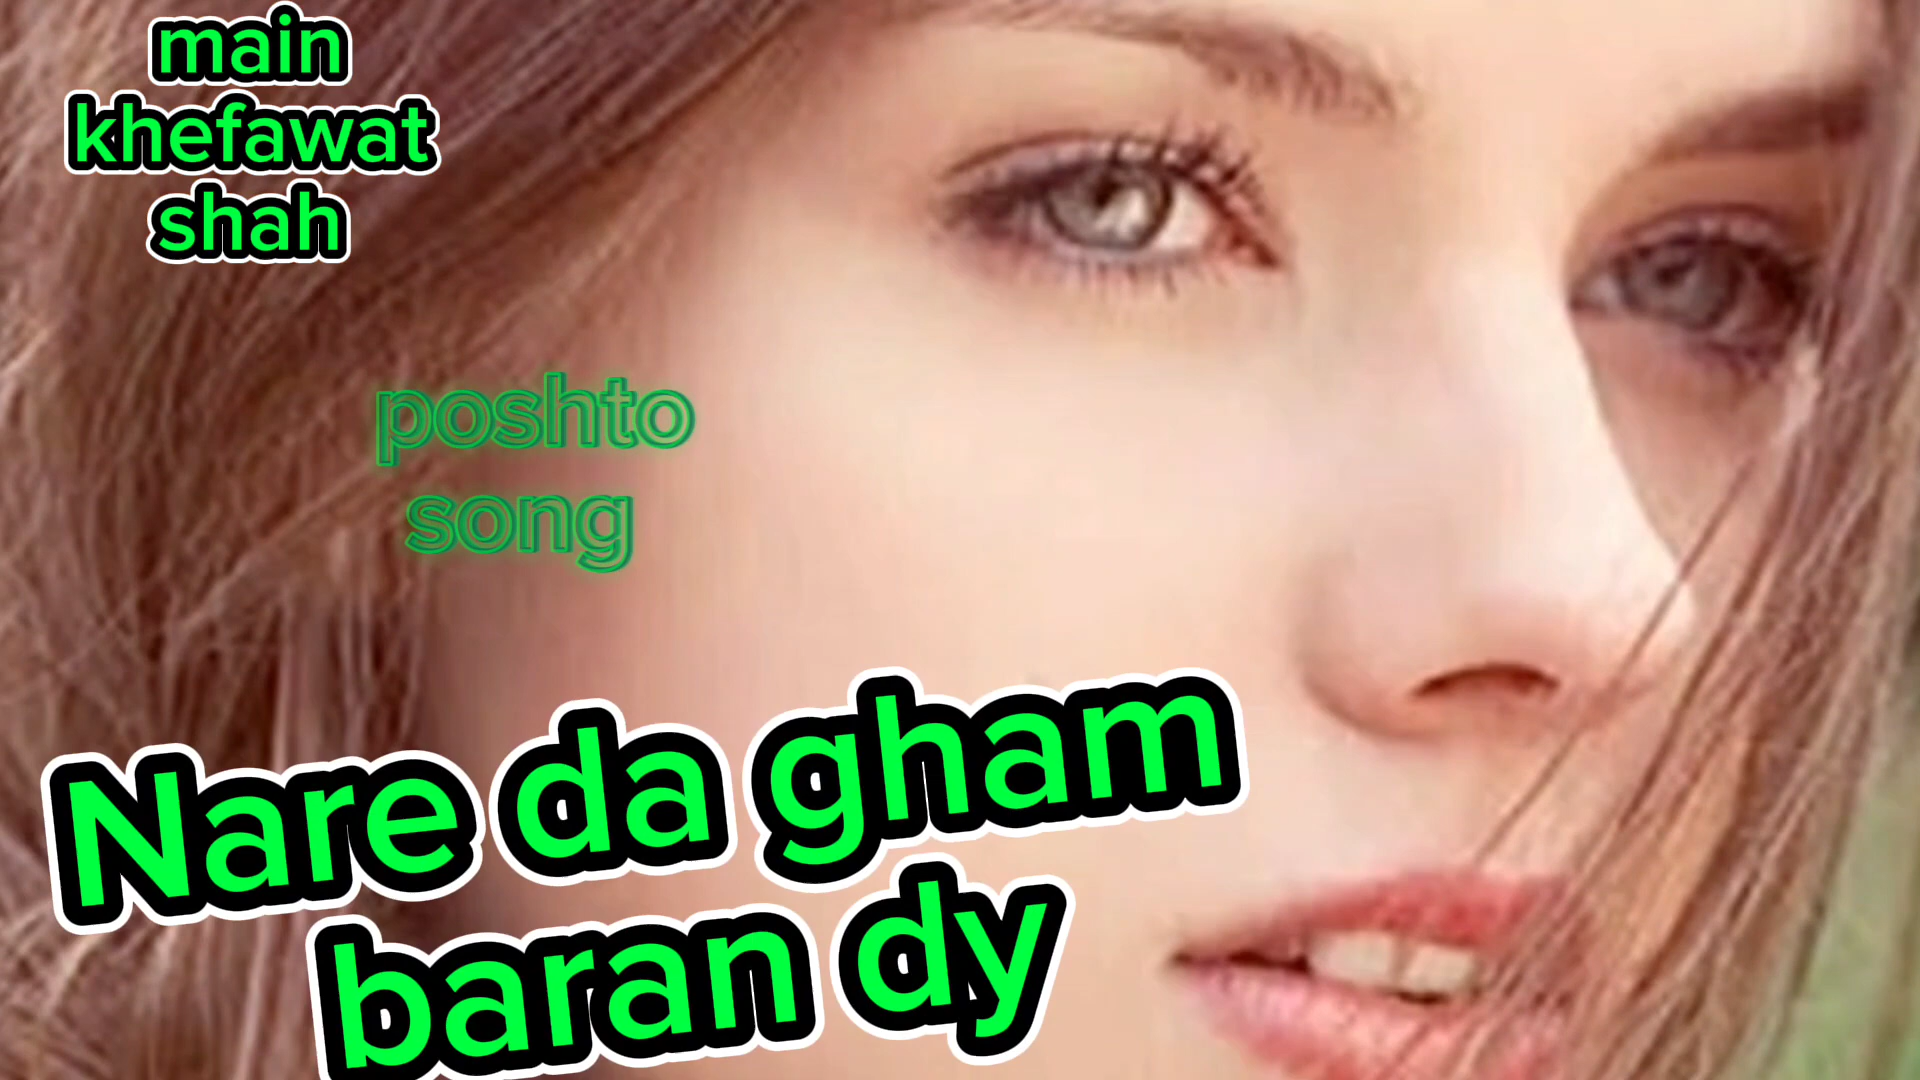 main
khefawat
shah
poshto
song
Nare da gham
baran dy